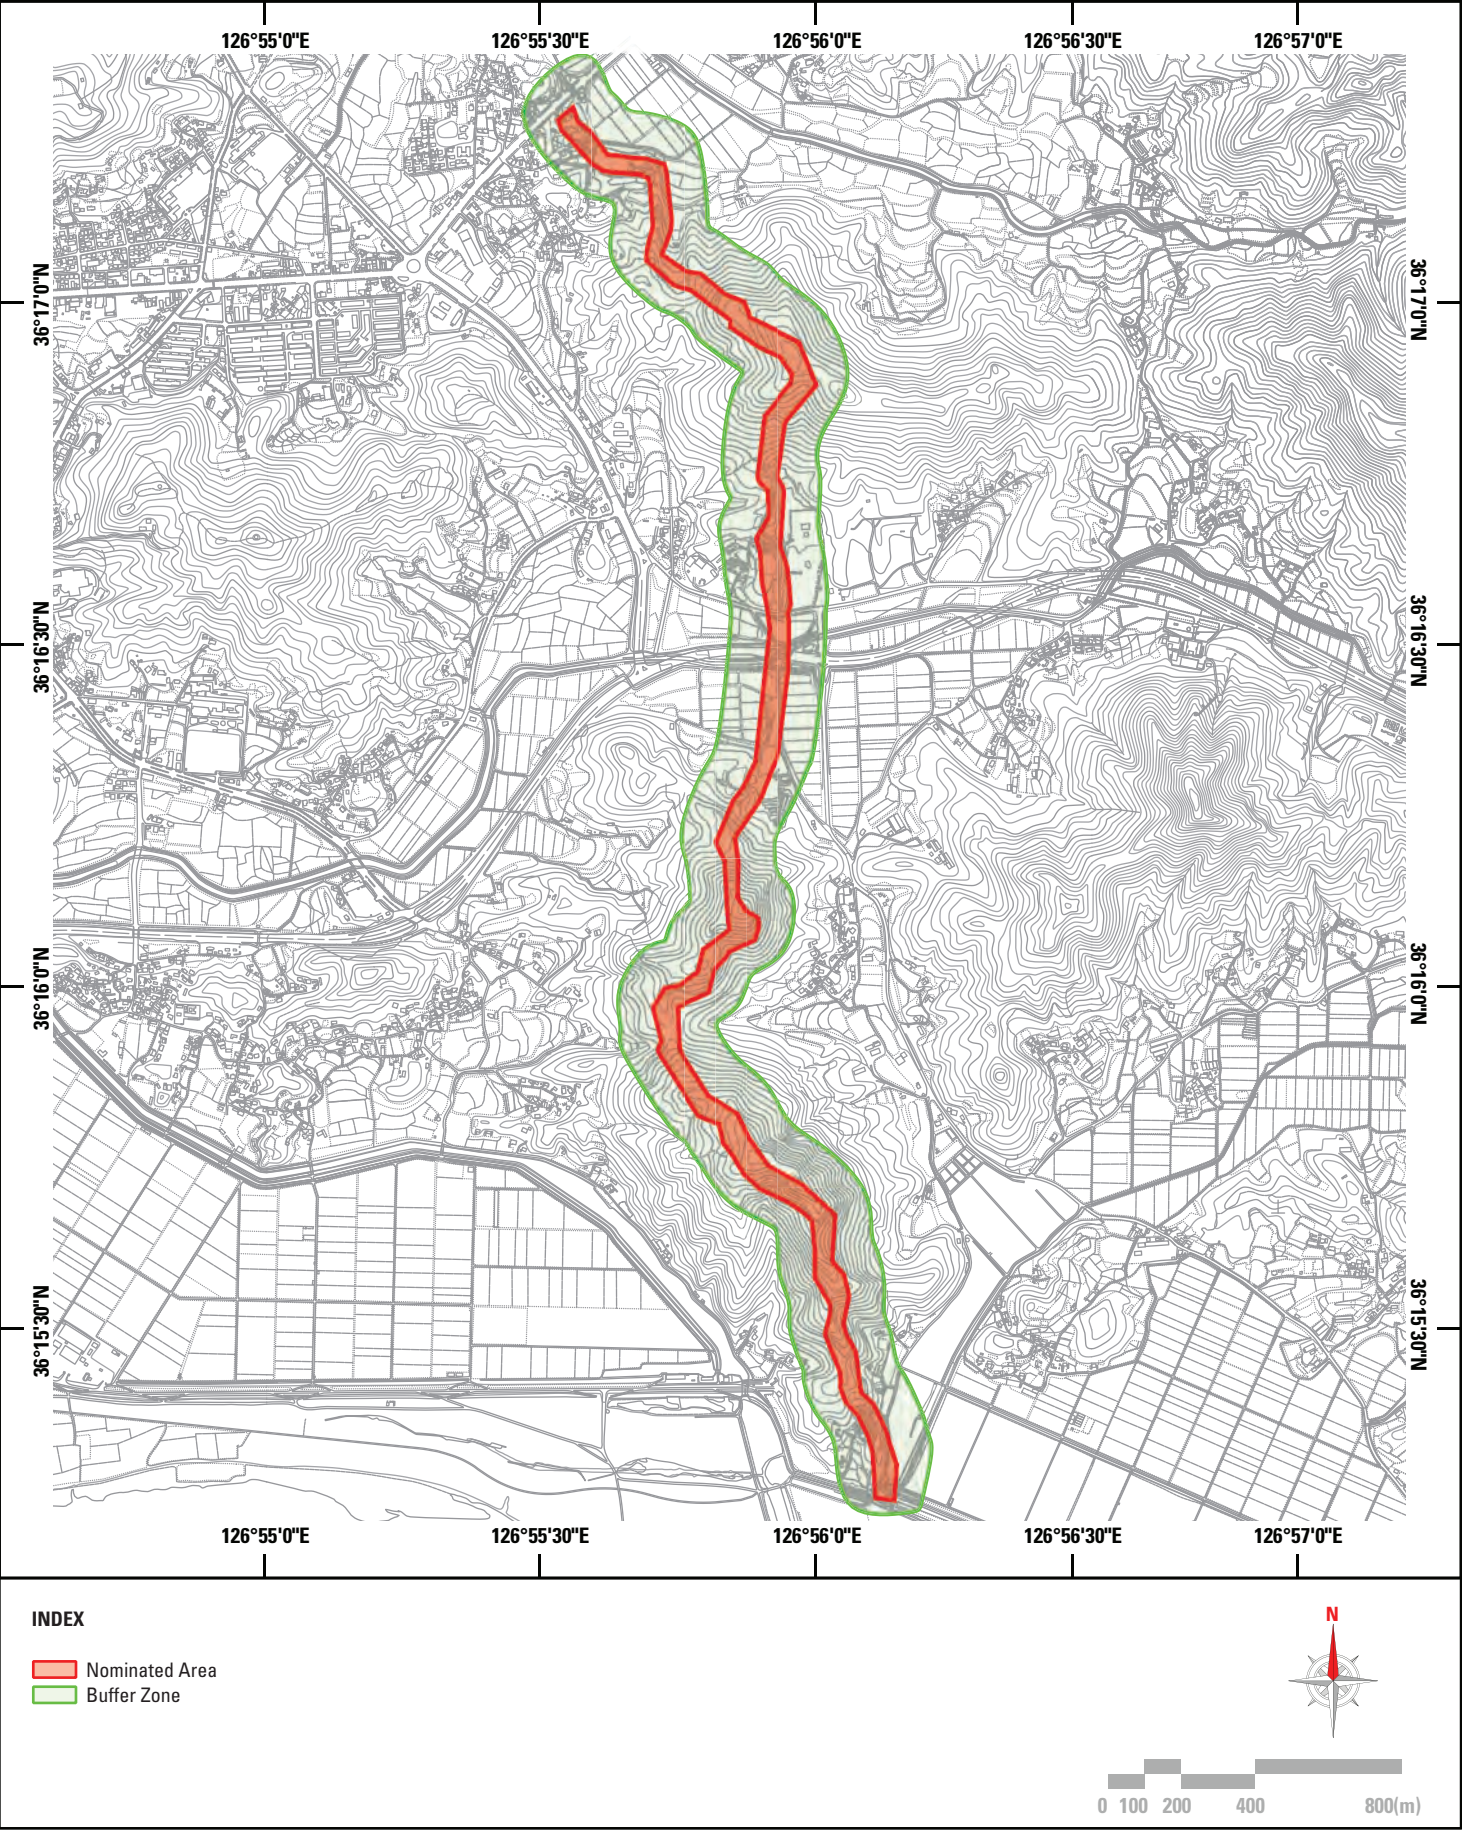 126°55'0"E 126°55'30"E 126°56'0"E 126°56'30"E 126°57'0"E
36°17'0"N 36°17'0"N
36°16'30"N 36°16'30"N
36°16'0"N 36°16'0"N
36°15'30"N 36°15'30"N
126°55'0"E 126°55'30"E 126°56'0"E 126°56'30"E 126°57'0"E
INDEX
N
Nominated Area
Buffer Zone
0 100 200 400 800(m)